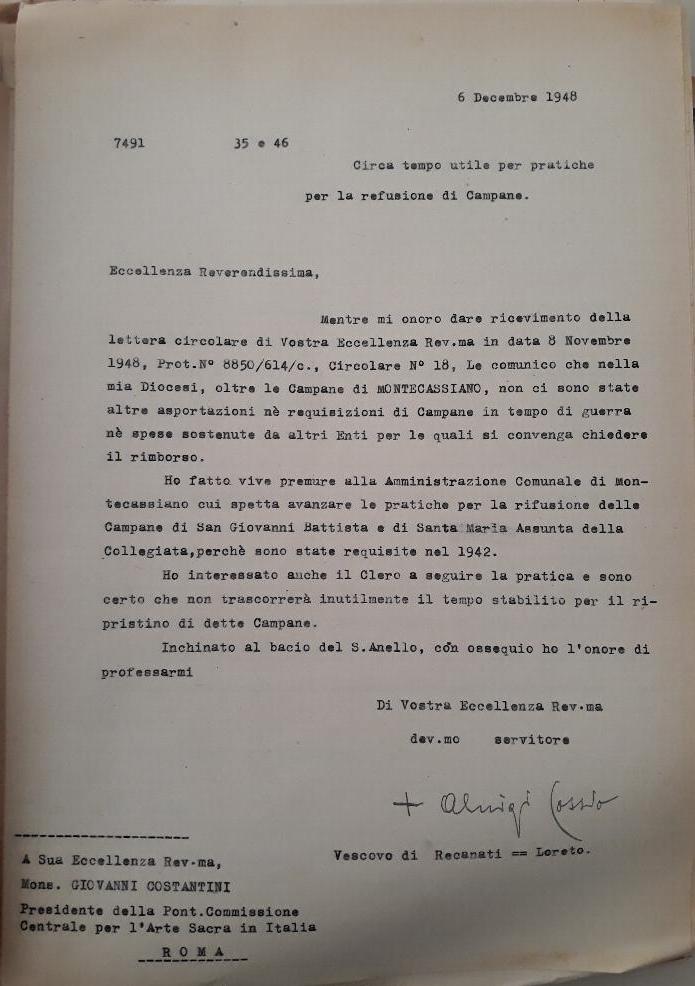 6 Decembre 1948
7491 35 e 46
Circa tempo utile per pratiche
per la refusione di Campane.
Eccellenza Reverendissima,
Mentre mi onoro dare ricevimento della
lettera circolare di Vostra Eccellenza Rev.ma in data 8 Novembre
1948, Prot.N° 8850/614/c., Circolare N° 18, Le comunico che nella
mia Diocesi, oltre le Campane di MONTECASSIANO, non ci sono state
altre asportazioni nè requisizioni di Campane in tempo di guerra
nè spese sostenute da altri Enti per le quali si convenga chiedere
il rimborso.
Ho fatto vive premure alla Amministrazione Comunale di Mon-
tecassiano cui spetta avanzare le pratiche per la rifusione delle
Campane di San Giovanni Battista e di Santa Maria Assunta della
Collegiata,perchè sono state requisite nel 1942.
Ho interessato anche il Clero a seguire la pratica e sono
certo che non trascorrerà inutilmente il tempo stabilito per il ri-
pristino di dette Campane.
Inchinato al bacio del S.Anello, con ossequio ho l'onore di
professarmi
Di Vostra Eccellenza Rev.ma
dev.mo servitore
+ Aluigi Cossio
Vescovo di Recanati == Loreto.
A Sua Eccellenza Rev.ma,
Mons. GIOVANNI COSTANTINI
Presidente della Pont.Commissione
Centrale per l'Arte Sacra in Italia
R O M A